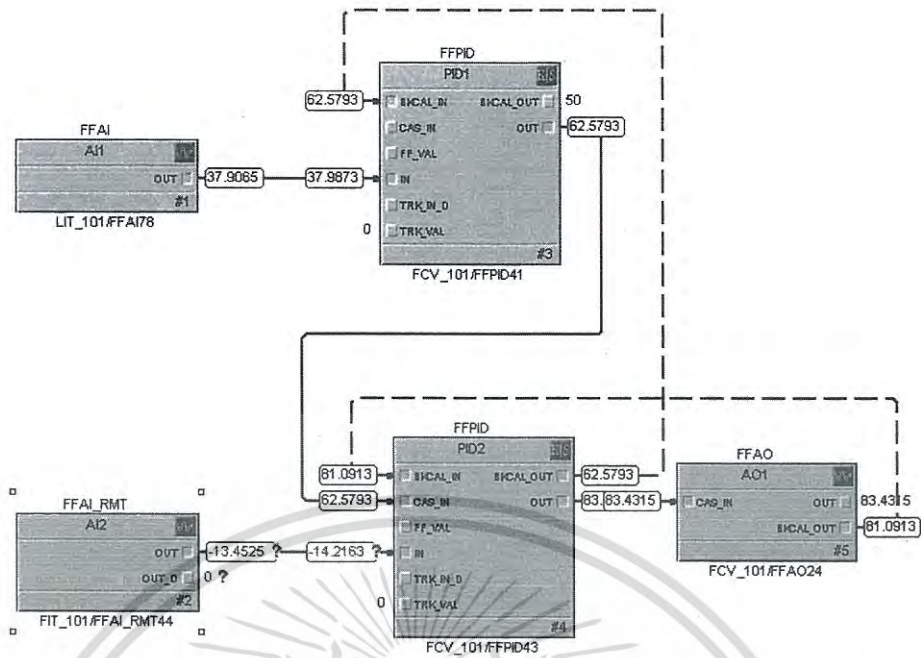 FFPID
PID1
62.5793
BKCAL_IN
BKCAL_OUT
50
CAS_IN
OUT
62.5793
FFAI
AI1
FF_VAL
OUT
37.9065
37.9873
IN
#1
TRK_IN_D
LIT_101/FFAI78
0
TRK_VAL
#3
FCV_101/FFPID41
FFPID
PID2
81.0913
BKCAL_IN
BKCAL_OUT
62.5793
FFAO
AO1
62.5793
CAS_IN
OUT
83.
83.4315
CAS_IN
OUT
83.4315
FFAI_RMT
AI2
FF_VAL
BKCAL_OUT
81.0913
OUT
-13.4525 ?
-14.2163 ?
IN
#5
OUT_D
0 ?
TRK_IN_D
FCV_101/FFAO24
#2
0
TRK_VAL
FIT_101/FFAI_RMT44
#4
FCV_101/FFPID43